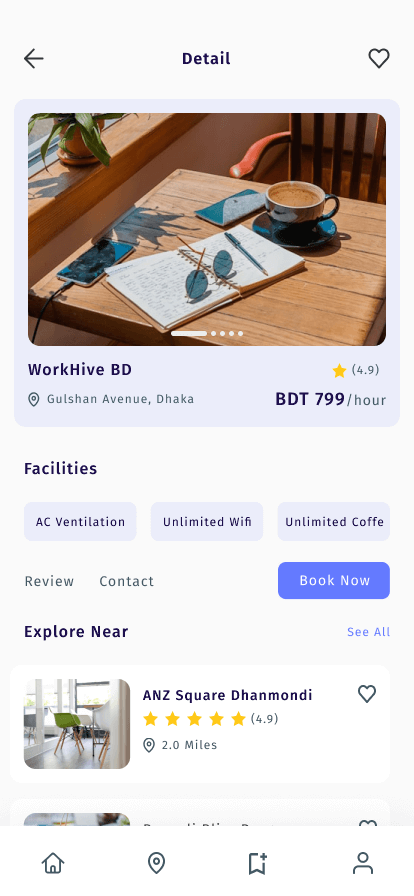 Detail
WorkHive BD
(4.9)
Gulshan Avenue, Dhaka
BDT 799/hour
Facilities
AC Ventilation
Unlimited Wifi
Unlimited Coffe
Review
Contact
Book Now
Explore Near
See All
ANZ Square Dhanmondi
(4.9)
2.0 Miles